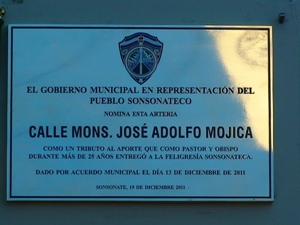 EL GOBIERNO MUNICIPAL EN REPRESENTACIÓN DEL
PUEBLO SONSONATECO
NOMINA ESTA ARTERIA
CALLE MONS. JOSÉ ADOLFO MOJICA
COMO UN TRIBUTO AL APORTE QUE COMO PASTOR Y OBISPO
DURANTE MÁS DE 25 AÑOS ENTREGÓ A LA FELIGRESÍA SONSONATECA.
DADO POR ACUERDO MUNICIPAL EL DÍA 13 DE DICIEMBRE DE 2011
SONSONATE, 19 DE DICIEMBRE 2011